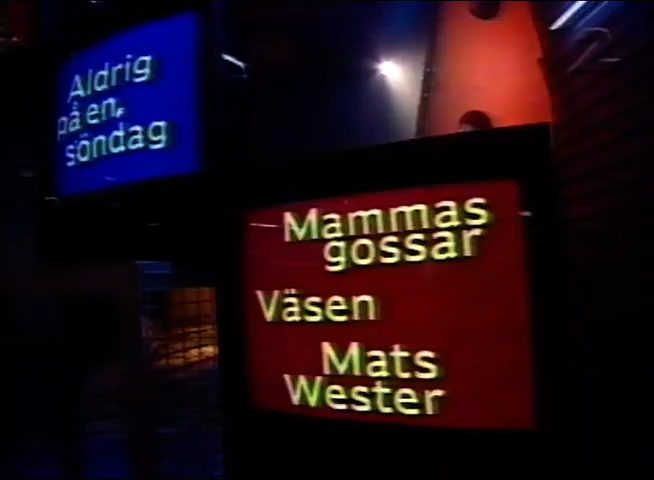 Aldrig
på en
söndag
Mammas
gossar
Väsen
Mats
Wester